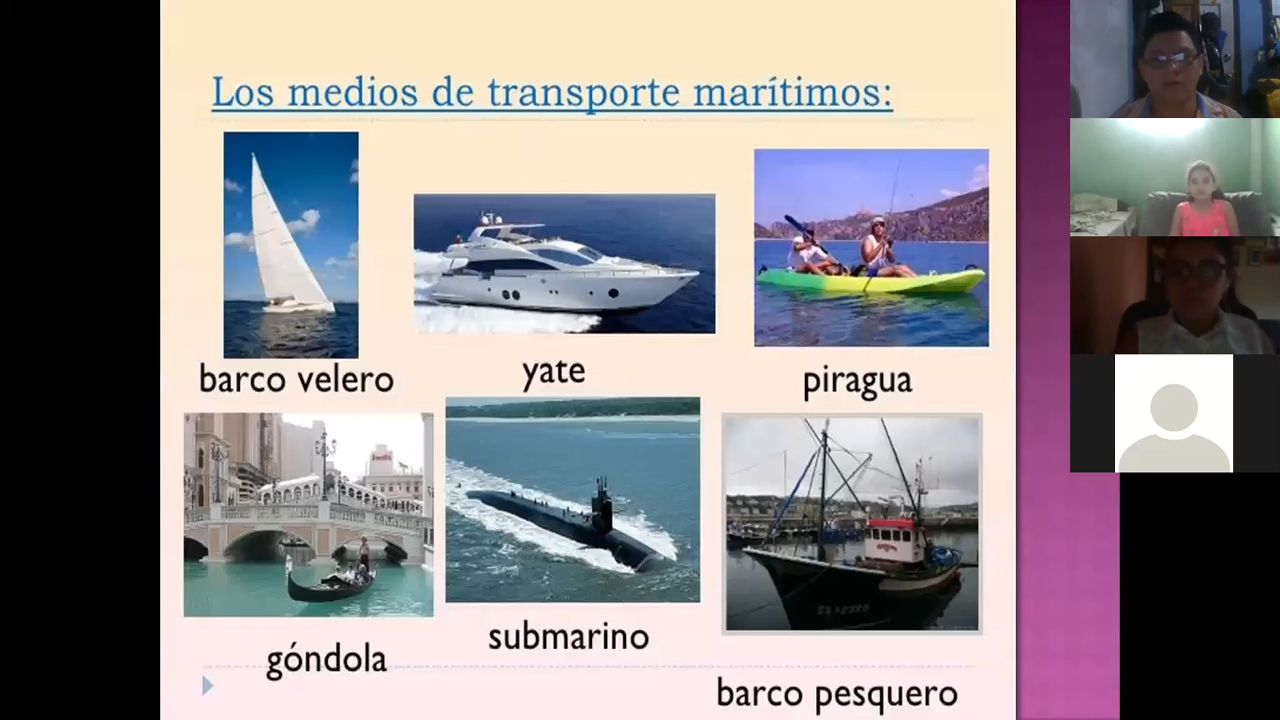 Los medios de transporte marítimos:
barco velero
yate
piragua
góndola
submarino
barco pesquero